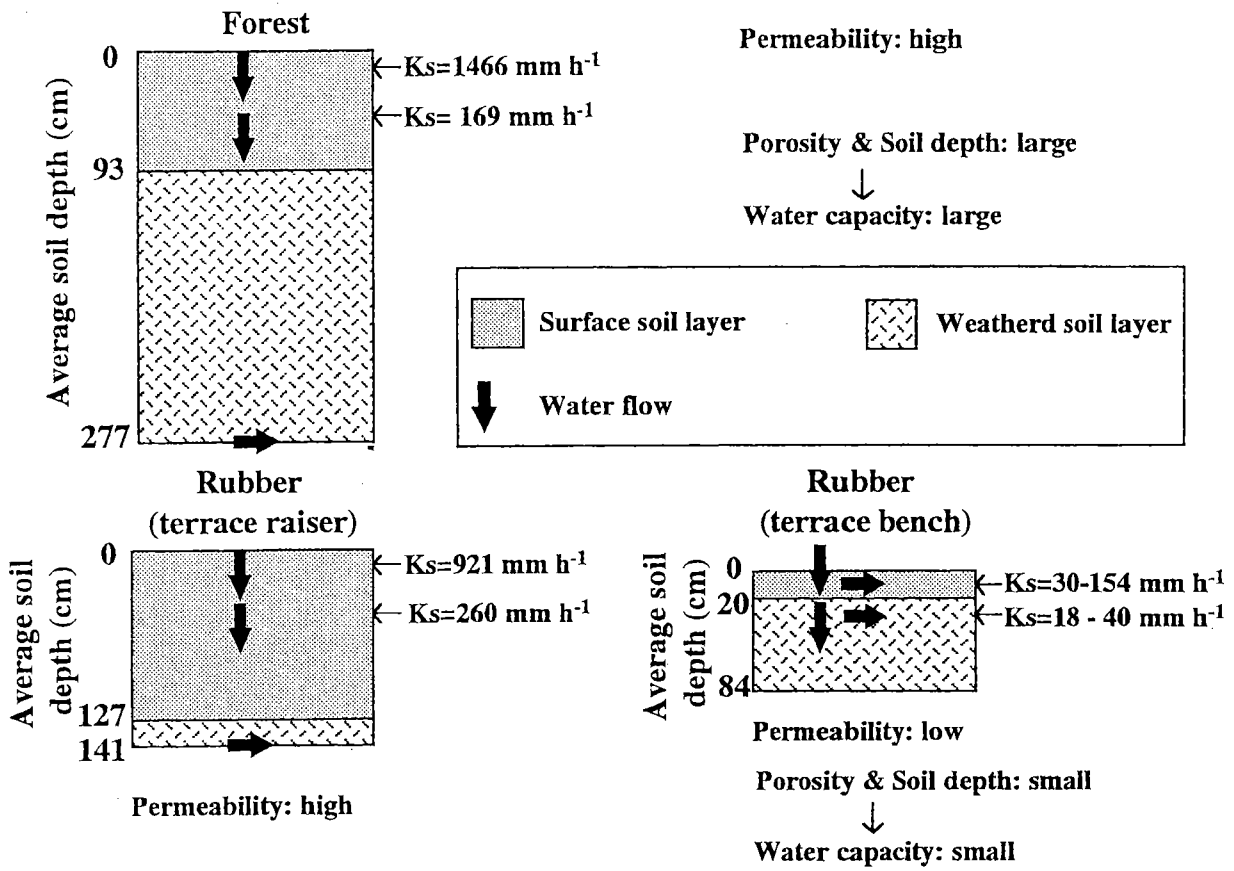 Forest
Permeability: high
0
Ks=1466 mm h-1
Ks= 169 mm h-1
Average soil depth (cm)
Porosity & Soil depth: large
93
Water capacity: large
Surface soil layer
Weatherd soil layer
Water flow
277
Rubber
(terrace raiser)
0
Ks=921 mm h-1
Ks=260 mm h-1
Average soil
depth (cm)
127
141
Permeability: high
Rubber
(terrace bench)
0
Ks=30-154 mm h-1
20
Ks=18 - 40 mm h-1
Average soil
depth (cm)
84
Permeability: low
Porosity & Soil depth: small
Water capacity: small